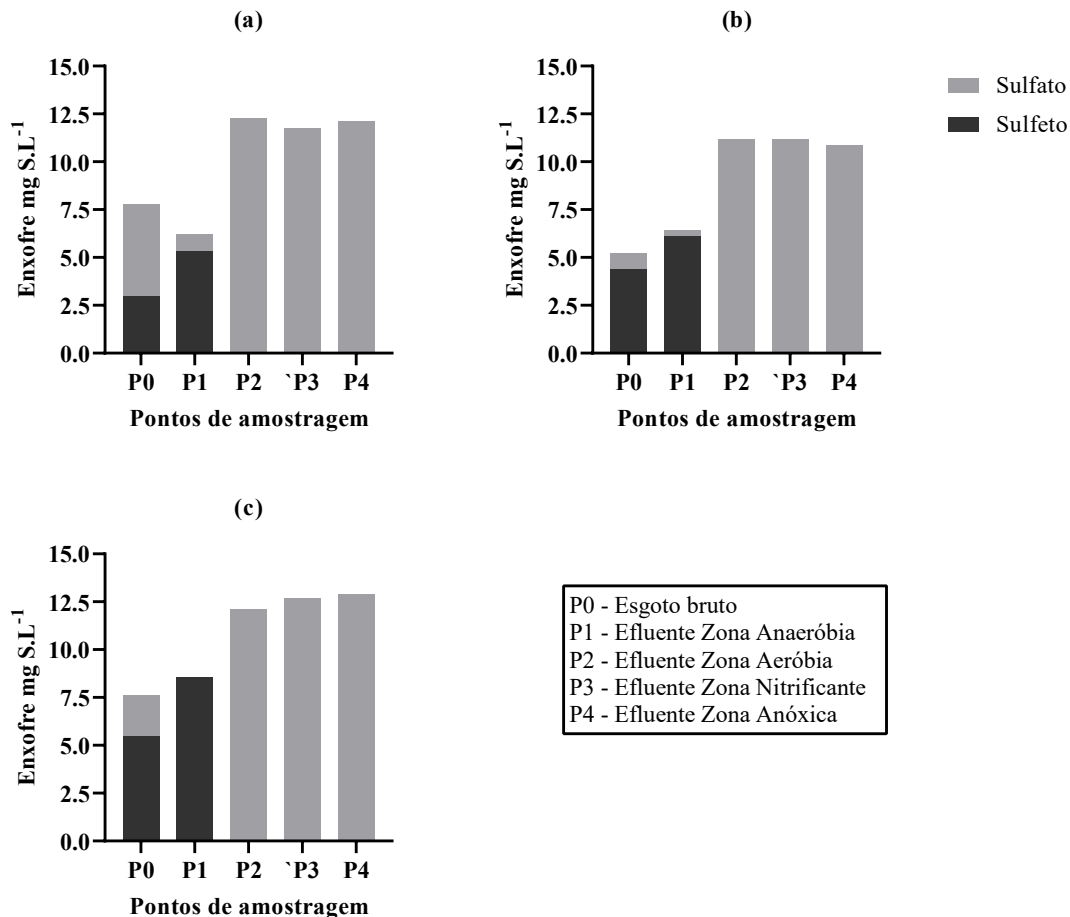 (a)
Enxofre mg S.L⁻¹
15.0
12.5
10.0
7.5
5.0
2.5
0.0
P0 P1 P2 `P3 P4
Pontos de amostragem
(b)
Enxofre mg S.L⁻¹
15.0
12.5
10.0
7.5
5.0
2.5
0.0
P0 P1 P2 `P3 P4
Pontos de amostragem
Sulfato
Sulfeto
(c)
Enxofre mg S.L⁻¹
15.0
12.5
10.0
7.5
5.0
2.5
0.0
P0 P1 P2 `P3 P4
Pontos de amostragem
P0 - Esgoto bruto
P1 - Efluente Zona Anaeróbia
P2 - Efluente Zona Aeróbia
P3 - Efluente Zona Nitrificante
P4 - Efluente Zona Anóxica